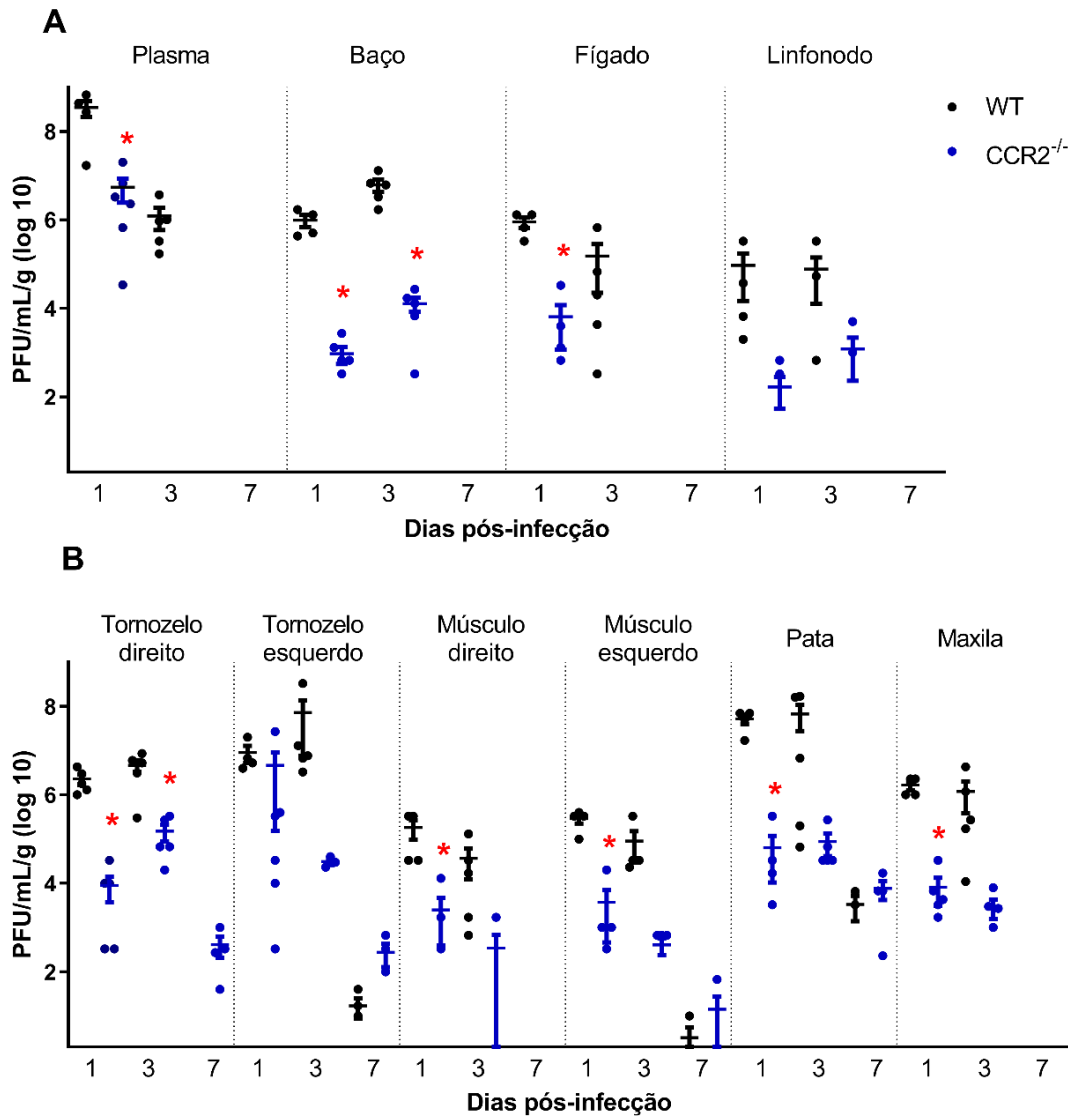 A
Plasma Baço Fígado Linfonodo
WT
CCR2-/-
8
6
4
2
PFU/mL/g (log 10)
* * * *
1 3 7 1 3 7 1 3 7 1 3 7
Dias pós-infecção
B
Tornozelo direito
Tornozelo esquerdo
Músculo direito
Músculo esquerdo
Pata
Maxila
8
6
4
2
PFU/mL/g (log 10)
* * * * * *
1 3 7 1 3 7 1 3 7 1 3 7 1 3 7 1 3 7
Dias pós-infecção